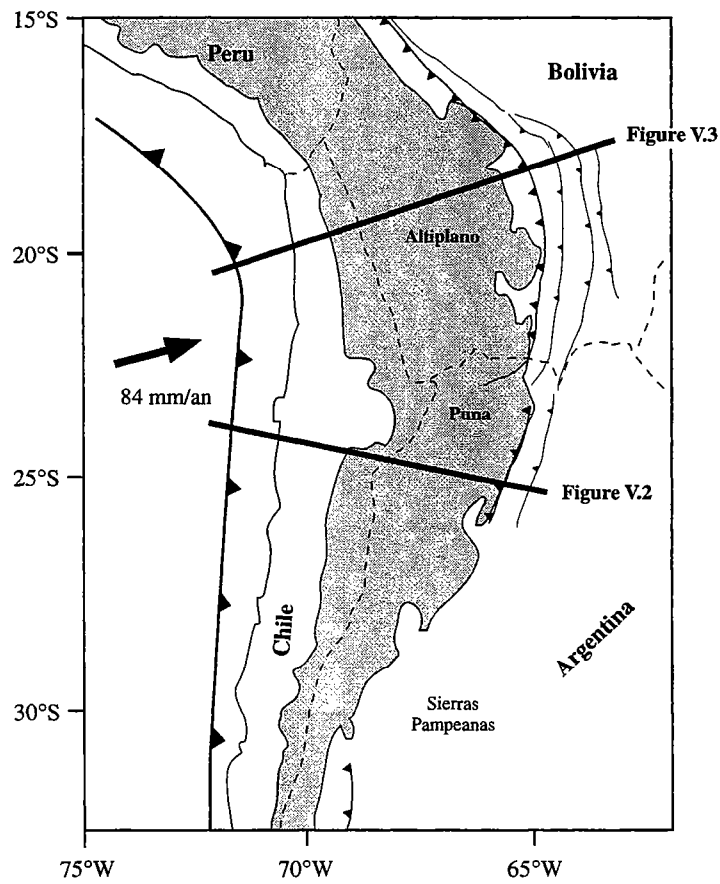 15°S
Peru
Bolivia
Figure V.3
20°S
Altiplano
84 mm/an
Puna
25°S
Figure V.2
Chile
Argentina
30°S
Sierras
Pampeanas
75°W
70°W
65°W